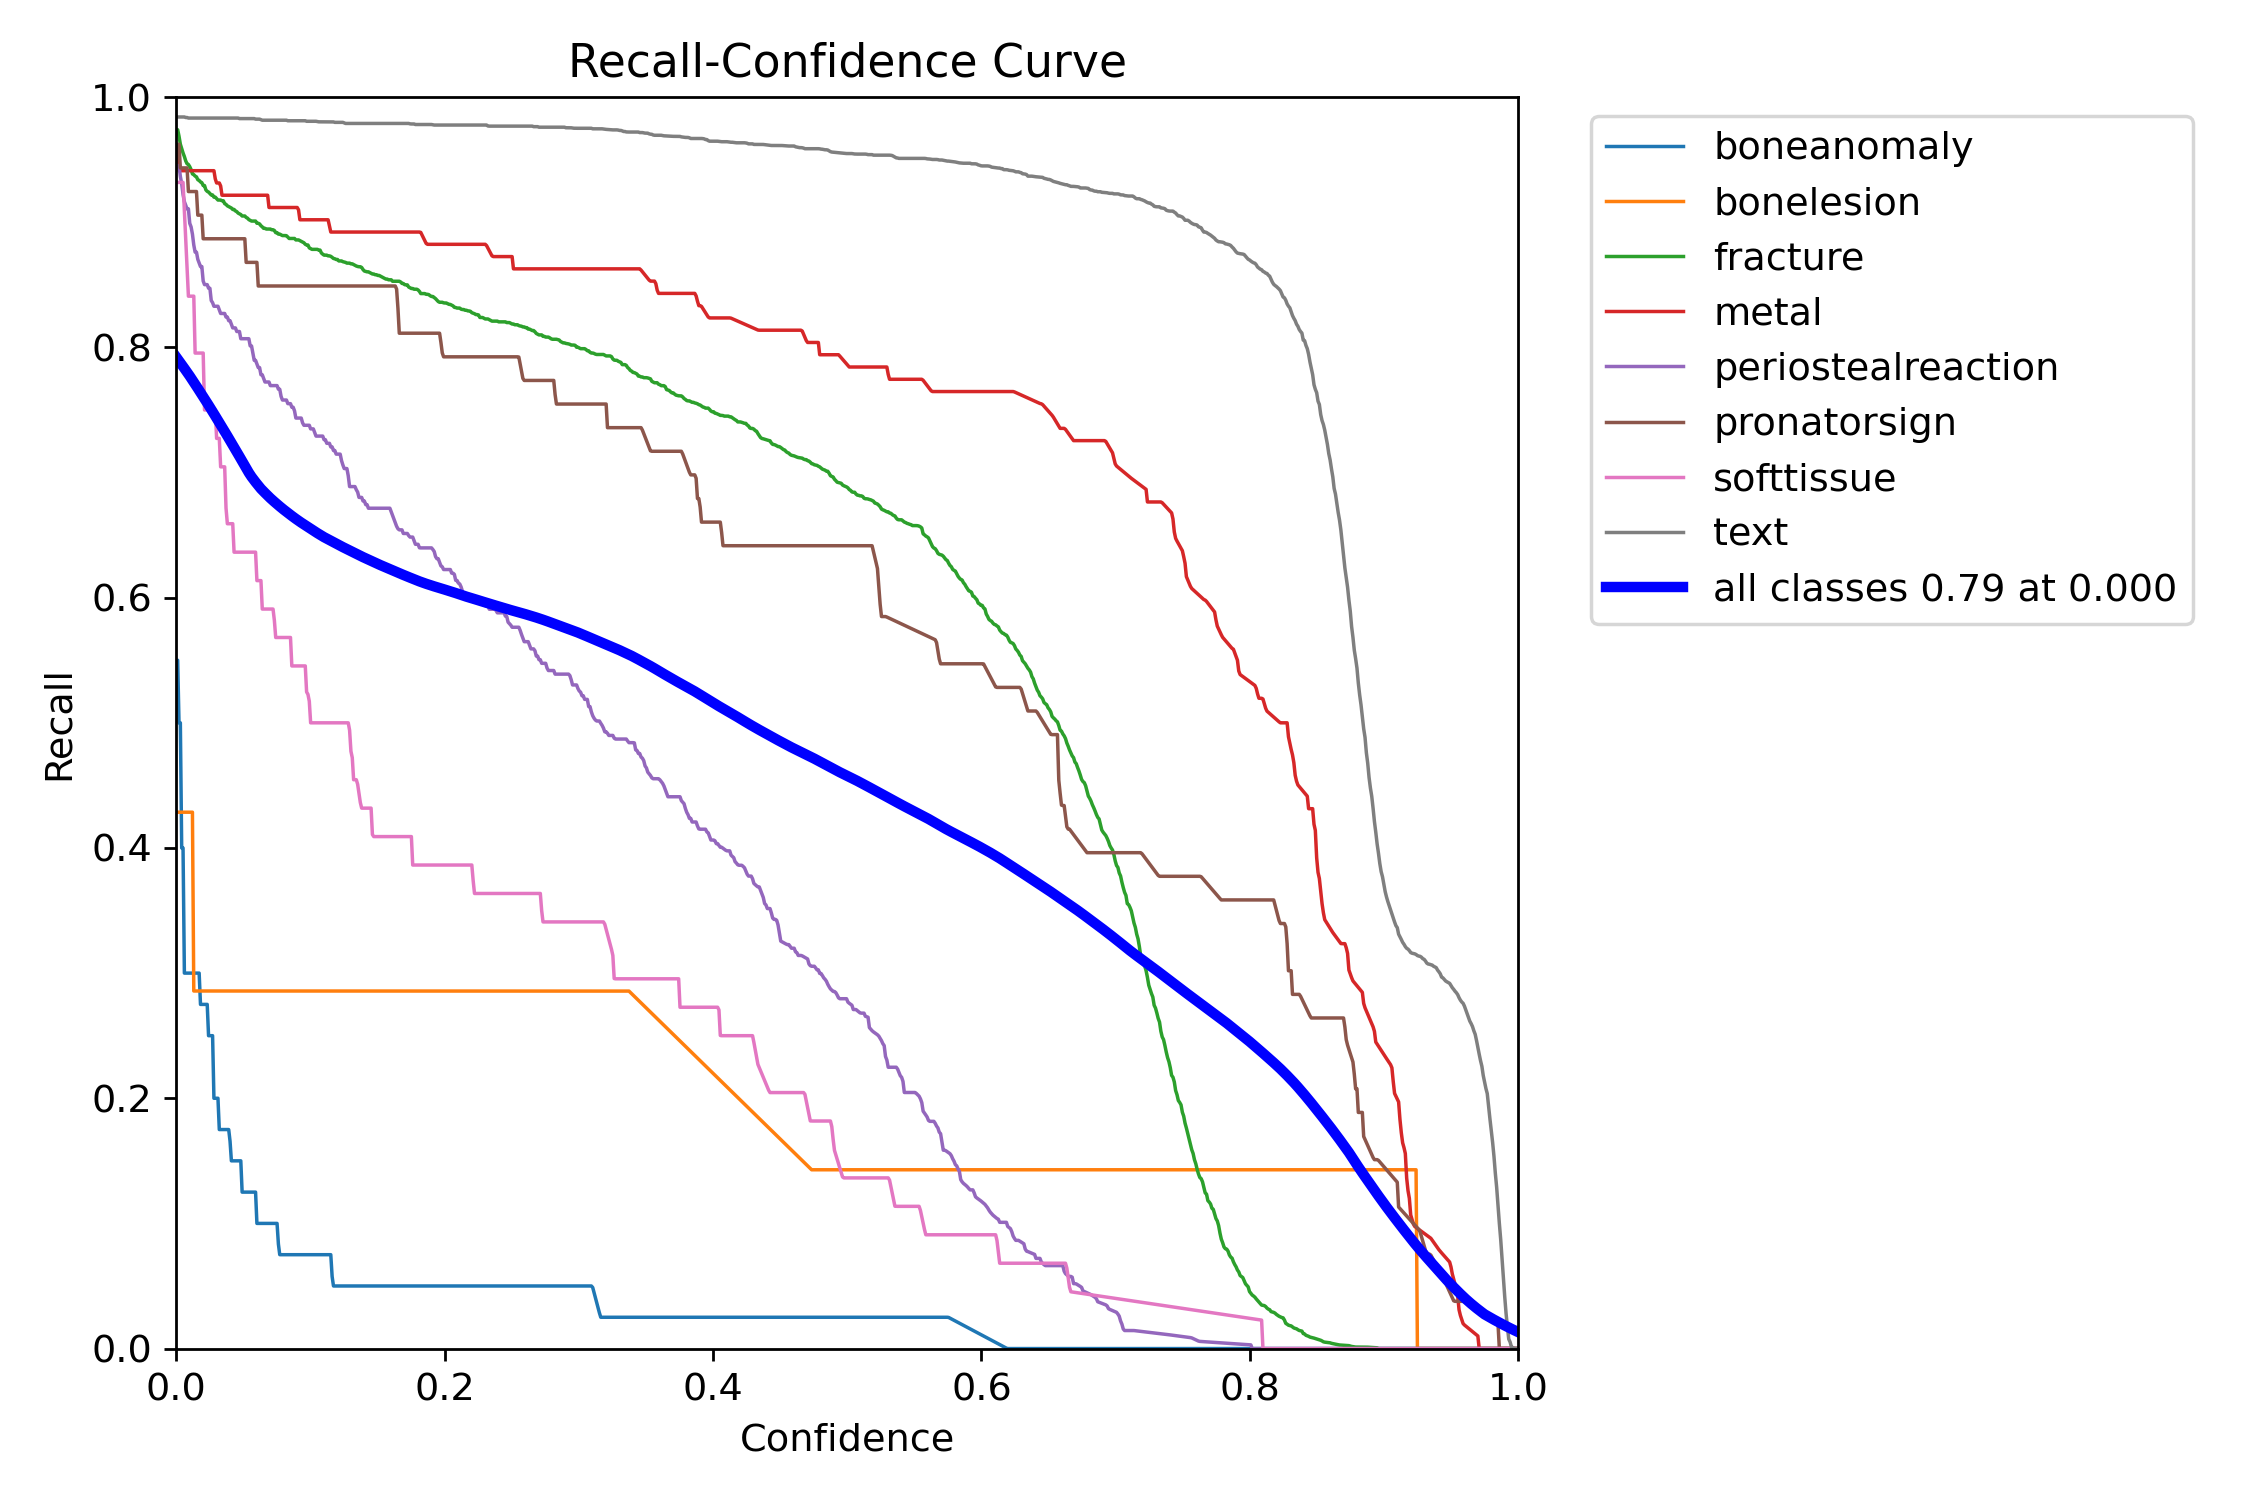 Recall-Confidence Curve
1.0
0.8
0.6
0.4
0.2
0.0
Recall
0.0 0.2 0.4 0.6 0.8 1.0
Confidence
boneanomaly
bonelesion
fracture
metal
periostealreaction
pronatorsign
softtissue
text
all classes 0.79 at 0.000